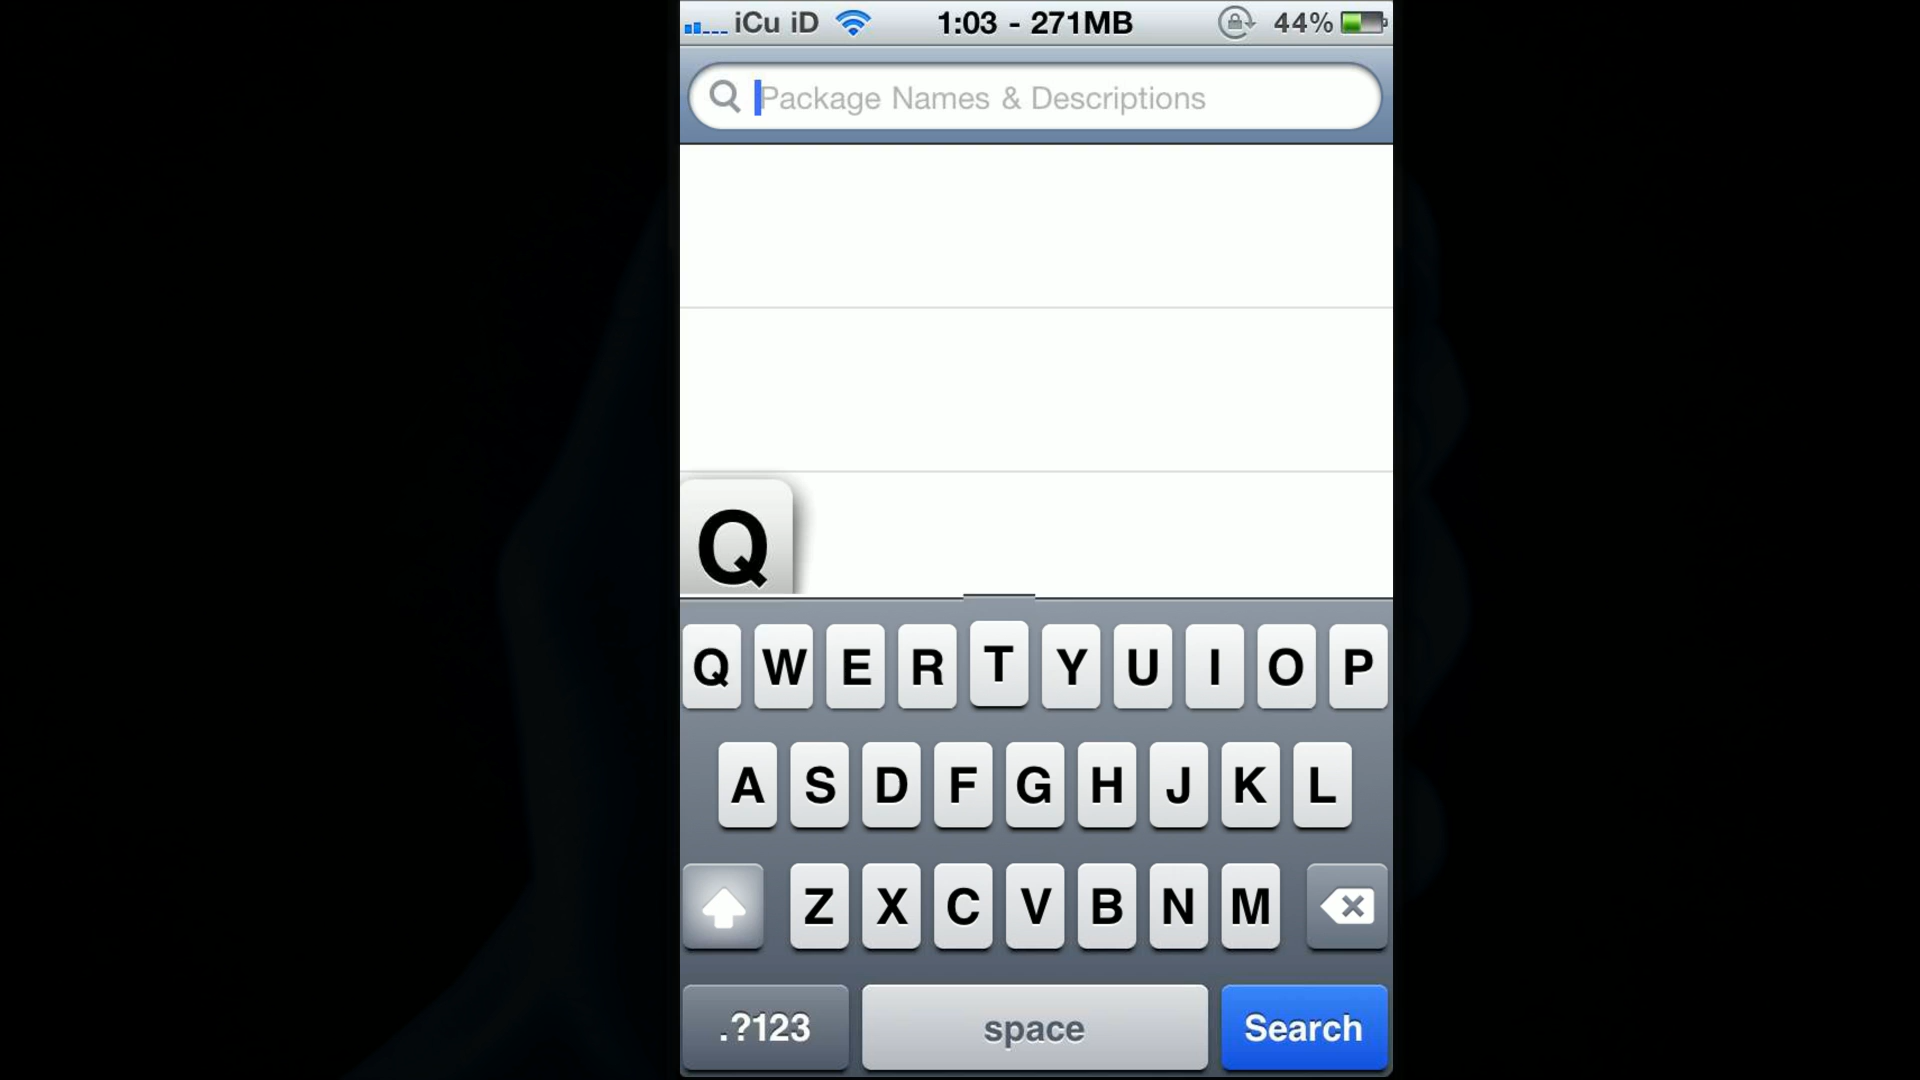 iCu iD 1:03 - 271MB 44%
Package Names & Descriptions
Q
Q W E R T Y U I O P
A S D F G H J K L
Z X C V B N M
.?123 space Search